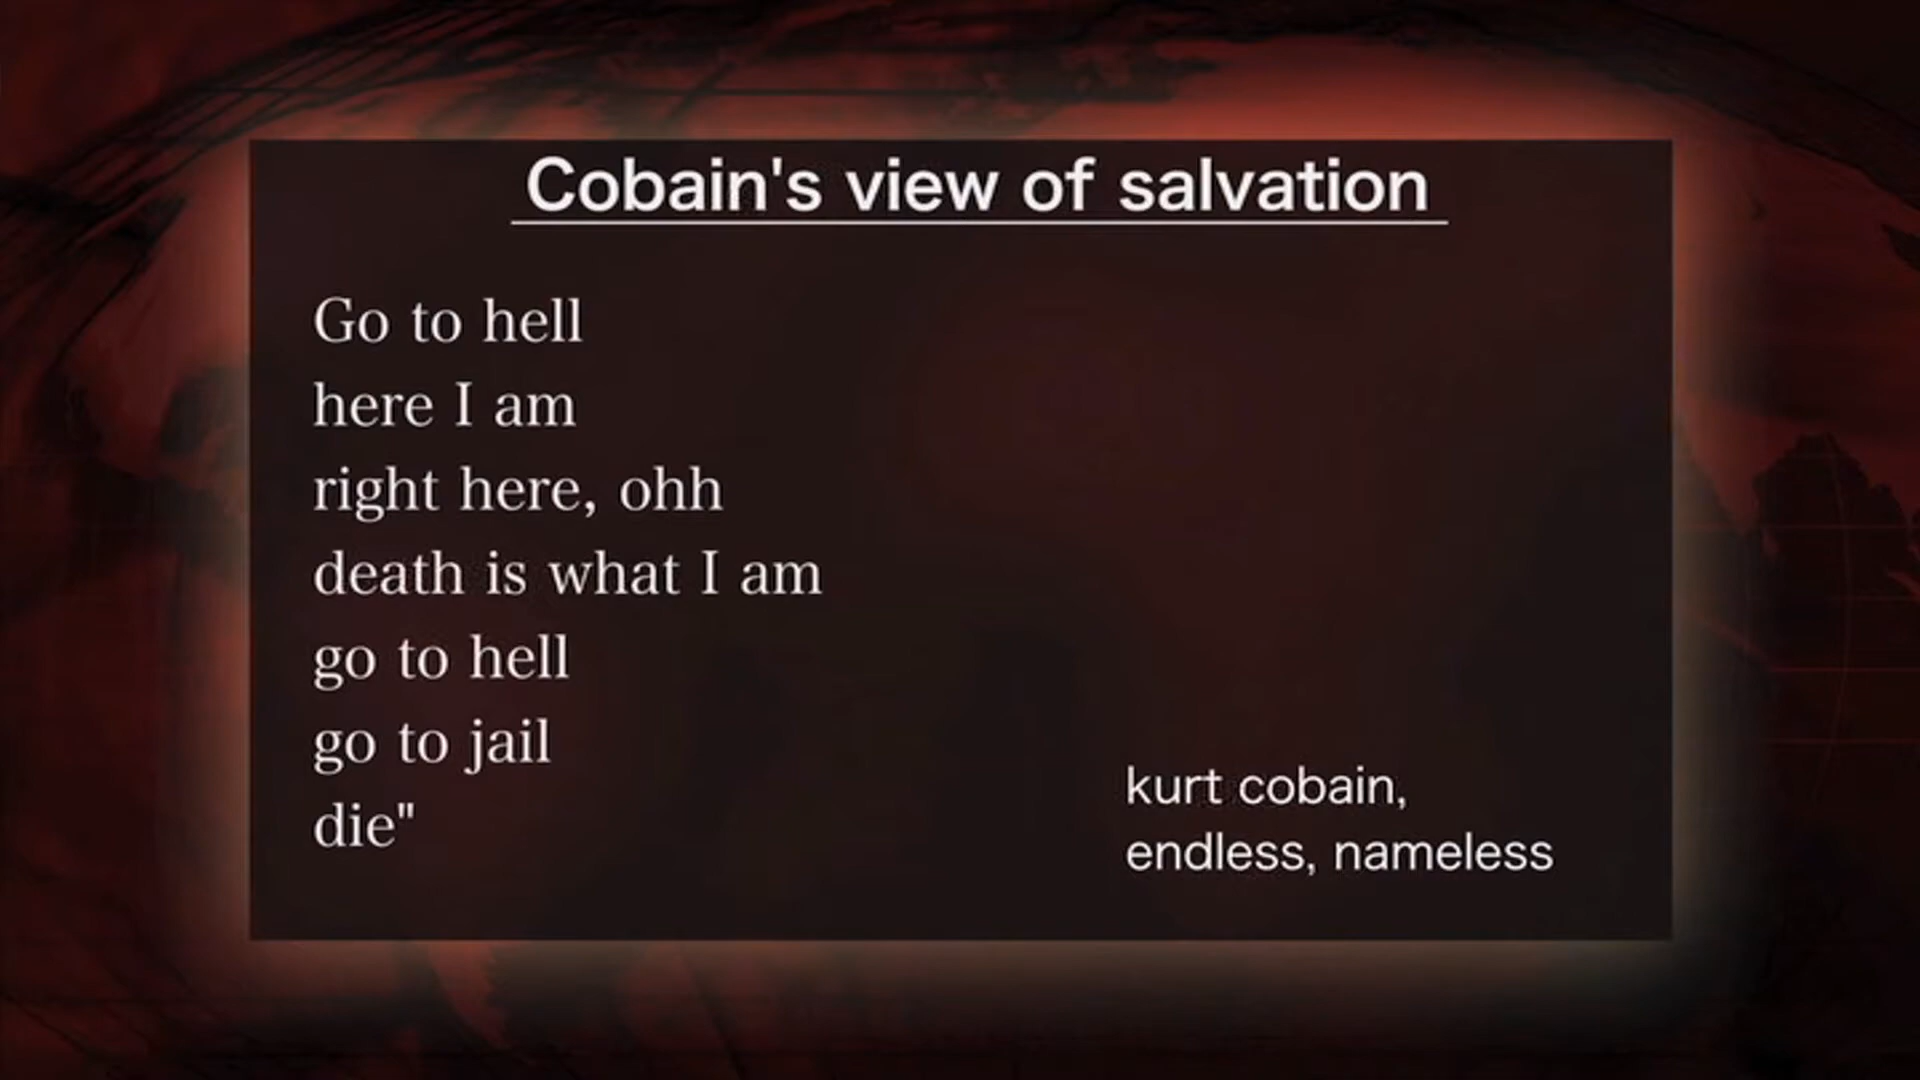 Cobain's view of salvation
Go to hell
here I am
right here, ohh
death is what I am
go to hell
go to jail
die"
kurt cobain,
endless, nameless